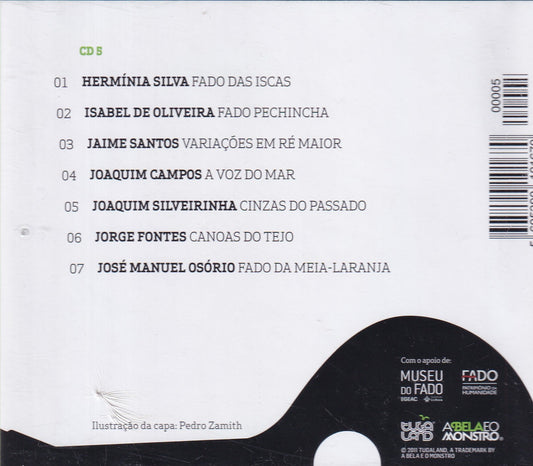 CD 5
01 HERMÍNIA SILVA FADO DAS ISCAS
02 ISABEL DE OLIVEIRA FADO PECHINCHA
03 JAIME SANTOS VARIAÇÕES EM RÉ MAIOR
04 JOAQUIM CAMPOS A VOZ DO MAR
05 JOAQUIM SILVEIRINHA CINZAS DO PASSADO
06 JORGE FONTES CANOAS DO TEJO
07 JOSÉ MANUEL OSÓRIO FADO DA MEIA-LARANJA
00005
Com o apoio de:
MUSEU
DO FADO
EGEAC
FADO
PATRIMÓNIO DA
HUMANIDADE
Ilustração da capa: Pedro Zamith
TUGA
LAND
A BELA E O
MONSTRO
© 2011 TUGALAND, A TRADEMARK BY
A BELA E O MONSTRO